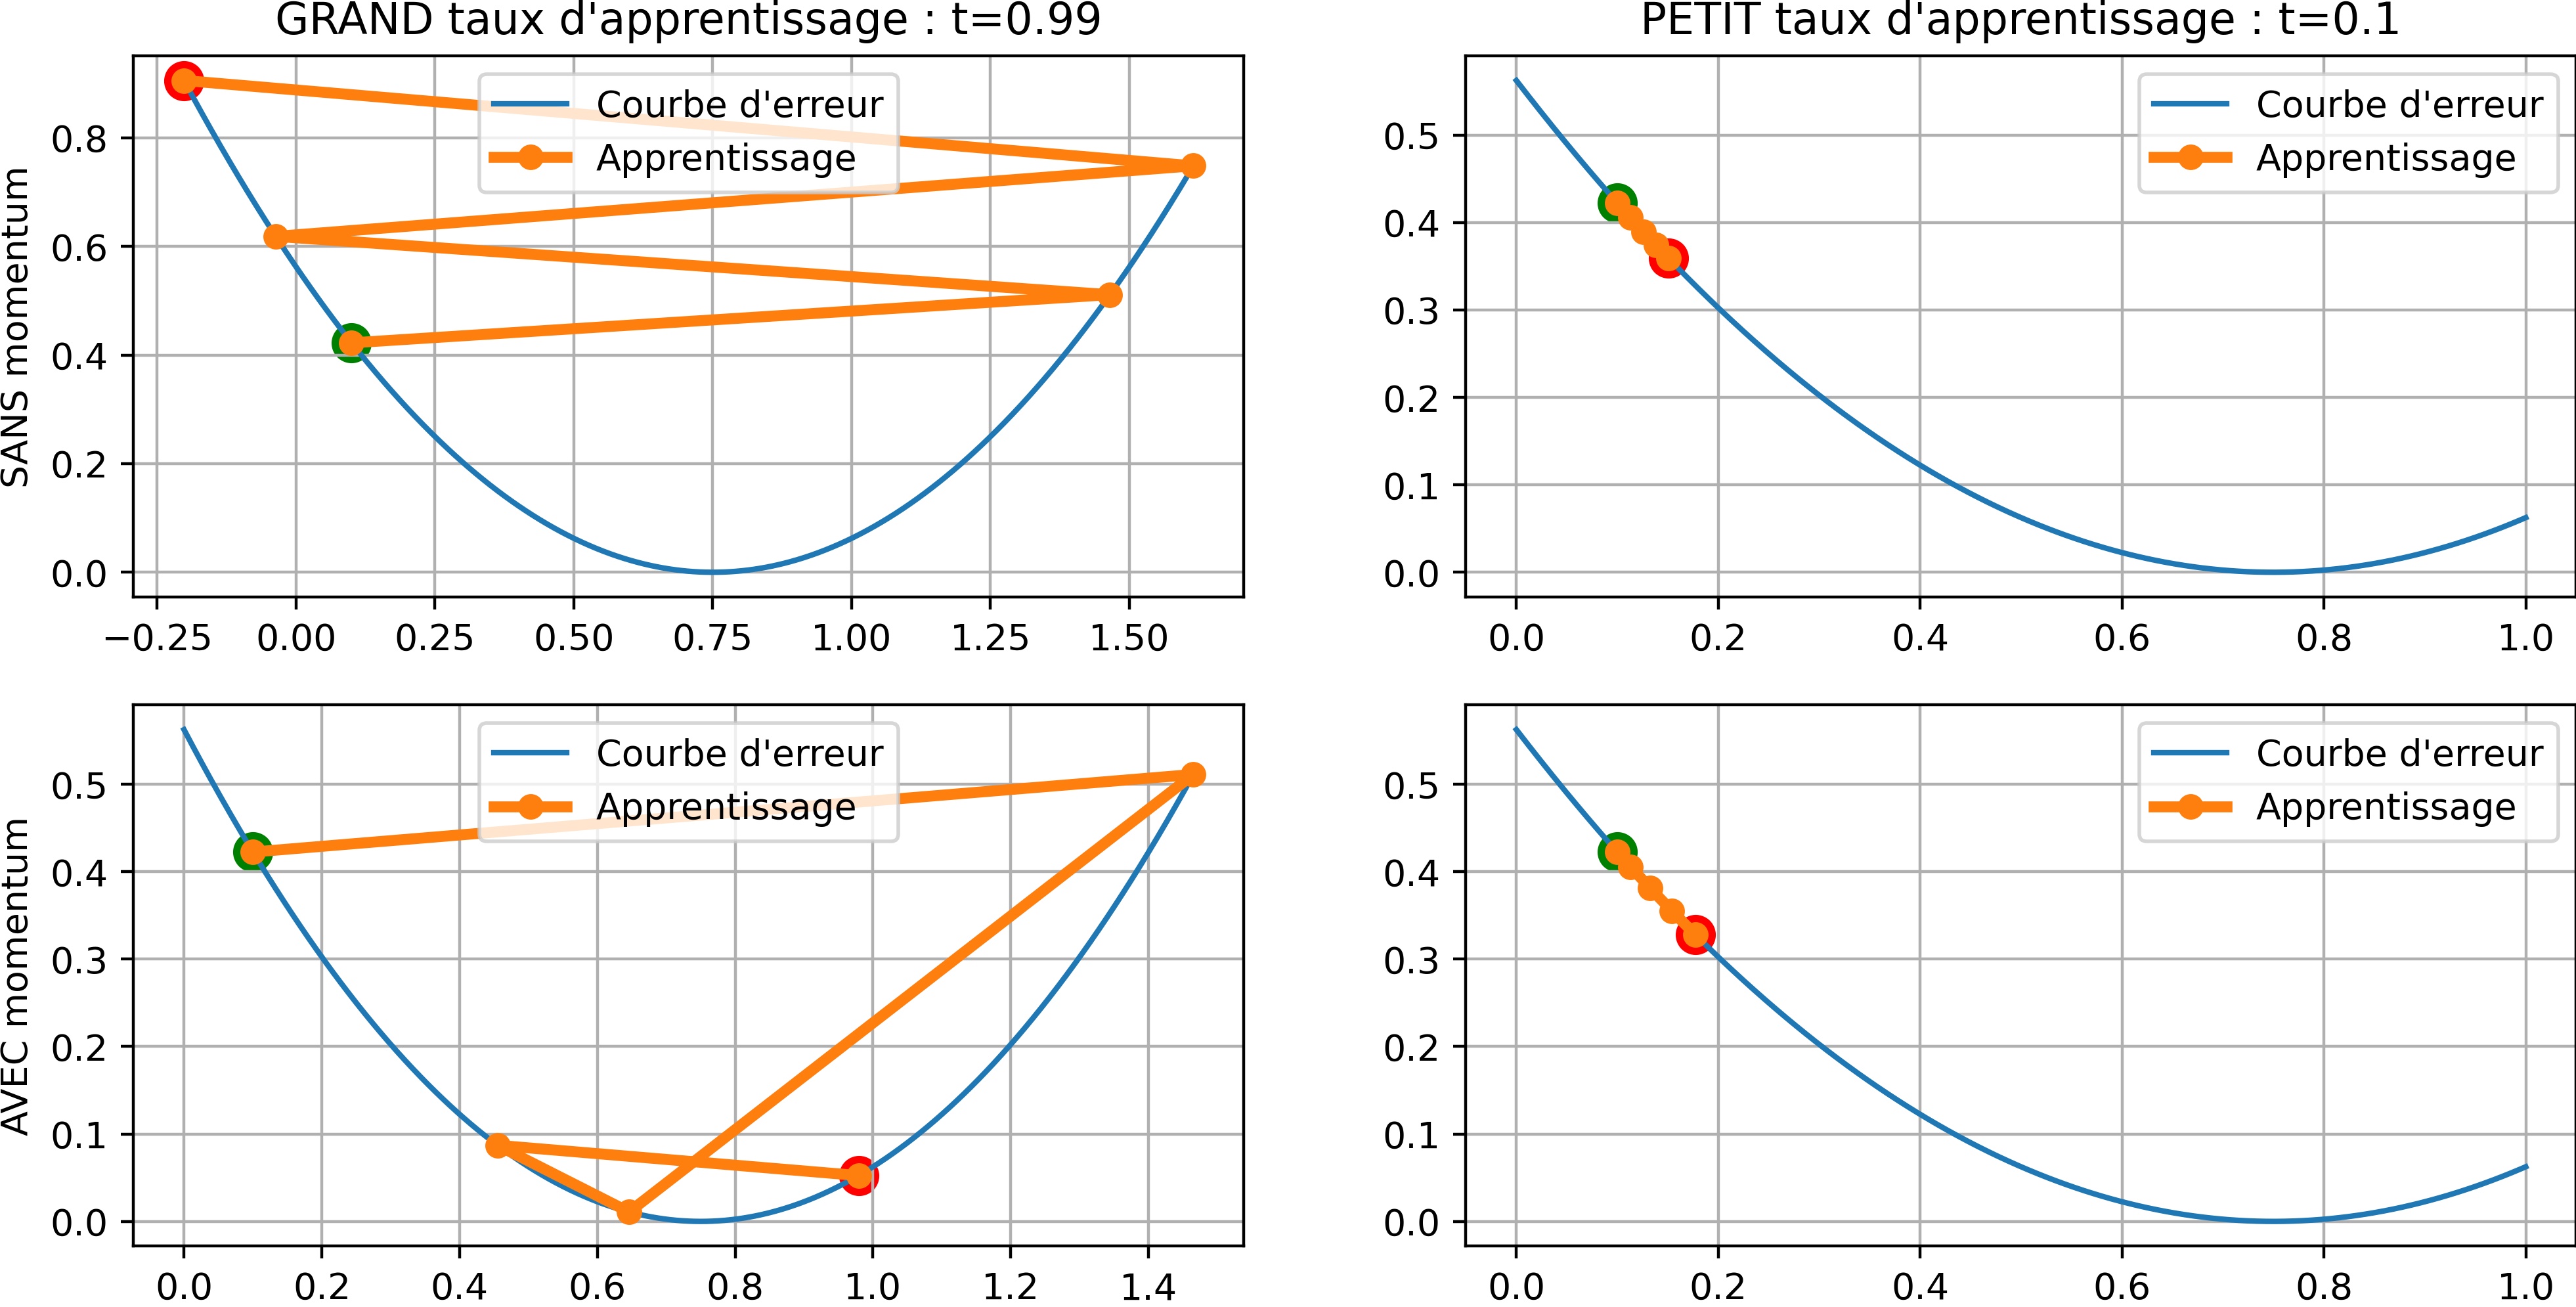 GRAND taux d'apprentissage : t=0.99
SANS momentum
0.8
0.6
0.4
0.2
0.0
−0.25 0.00 0.25 0.50 0.75 1.00 1.25 1.50
Courbe d'erreur
Apprentissage
PETIT taux d'apprentissage : t=0.1
0.5
0.4
0.3
0.2
0.1
0.0
0.0 0.2 0.4 0.6 0.8 1.0
Courbe d'erreur
Apprentissage
AVEC momentum
0.5
0.4
0.3
0.2
0.1
0.0
0.0 0.2 0.4 0.6 0.8 1.0 1.2 1.4
Courbe d'erreur
Apprentissage
0.5
0.4
0.3
0.2
0.1
0.0
0.0 0.2 0.4 0.6 0.8 1.0
Courbe d'erreur
Apprentissage